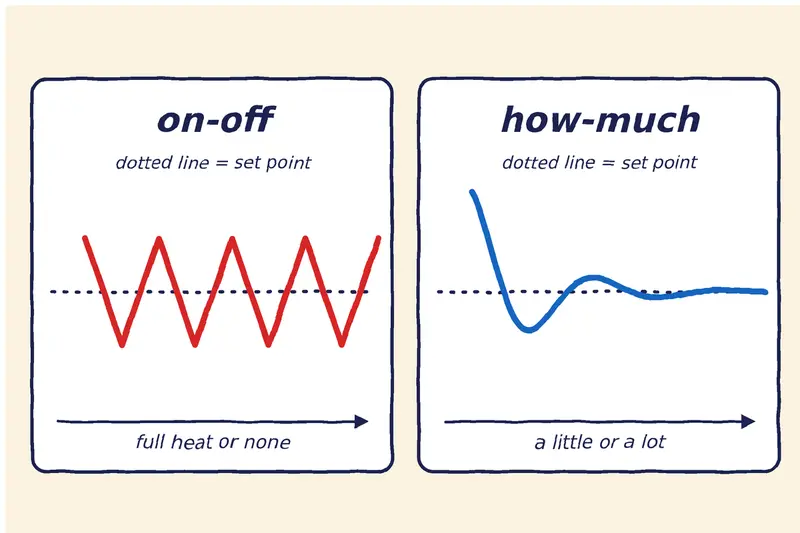 on-off
dotted line = set point
full heat or none
how-much
dotted line = set point
a little or a lot